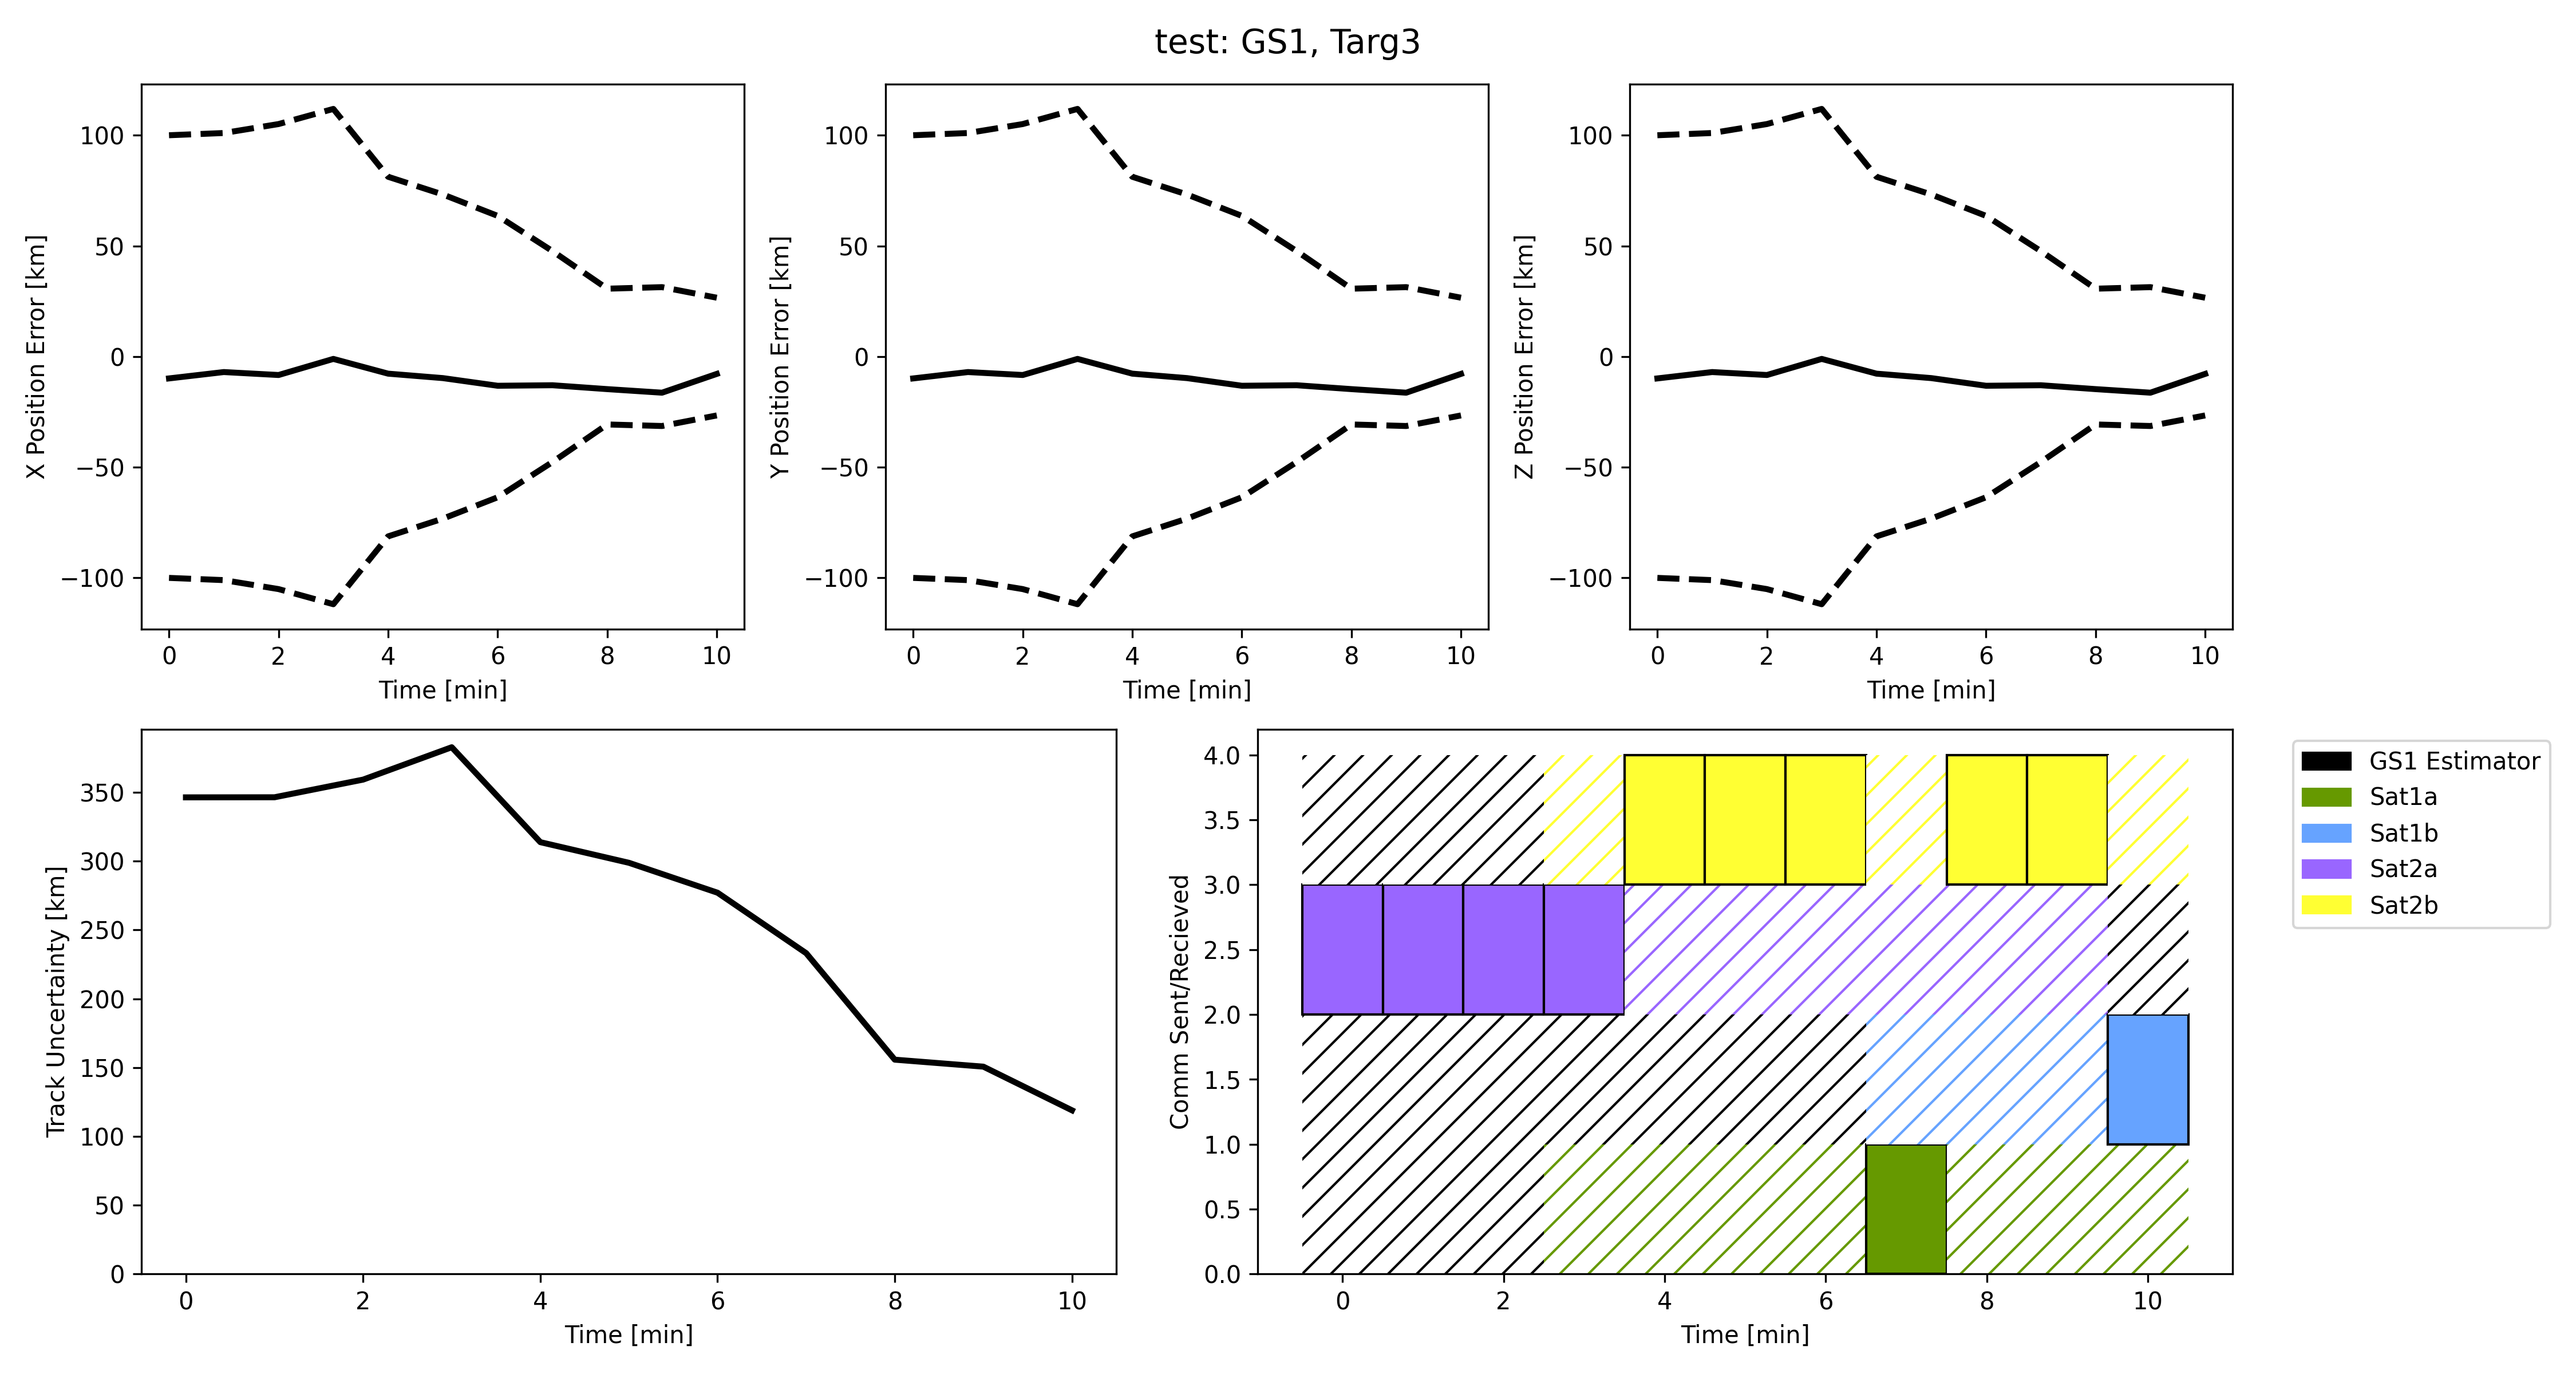 test: GS1, Targ3
X Position Error [km]
100
50
0
−50
−100
0 2 4 6 8 10
Time [min]
Y Position Error [km]
100
50
0
−50
−100
0 2 4 6 8 10
Time [min]
Z Position Error [km]
100
50
0
−50
−100
0 2 4 6 8 10
Time [min]
Track Uncertainty [km]
350
300
250
200
150
100
50
0
0 2 4 6 8 10
Time [min]
Comm Sent/Recieved
4.0
3.5
3.0
2.5
2.0
1.5
1.0
0.5
0.0
0 2 4 6 8 10
Time [min]
GS1 Estimator
Sat1a
Sat1b
Sat2a
Sat2b